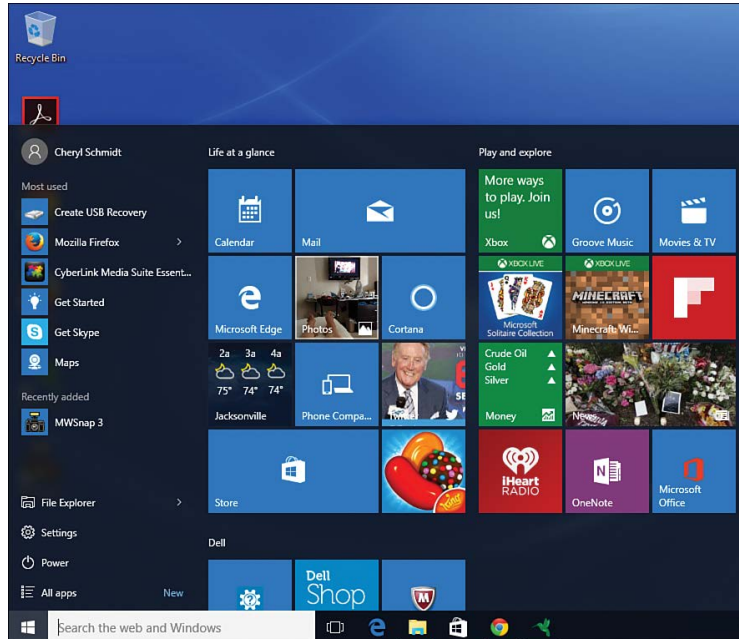 Recycle Bin
Cheryl Schmidt
Most used
Create USB Recovery
Mozilla Firefox
CyberLink Media Suite Essent...
Get Started
Get Skype
Maps
Recently added
MWSnap 3
File Explorer
Settings
Power
All apps
New
Life at a glance
Calendar
Mail
Microsoft Edge
Photos
Cortana
2a 3a 4a
75° 74° 74°
Jacksonville
Phone Compa...
Twitter
Store
King
Dell
Dell
Shop
Play and explore
More ways
to play. Join
us!
Xbox
Groove Music
Movies & TV
XBOX LIVE
Microsoft
Solitaire Collection
XBOX LIVE
MINECRAFT
Minecraft: Wi...
Crude Oil
Gold
Silver
Money
News
iHeart
RADIO
OneNote
Microsoft
Office
Search the web and Windows